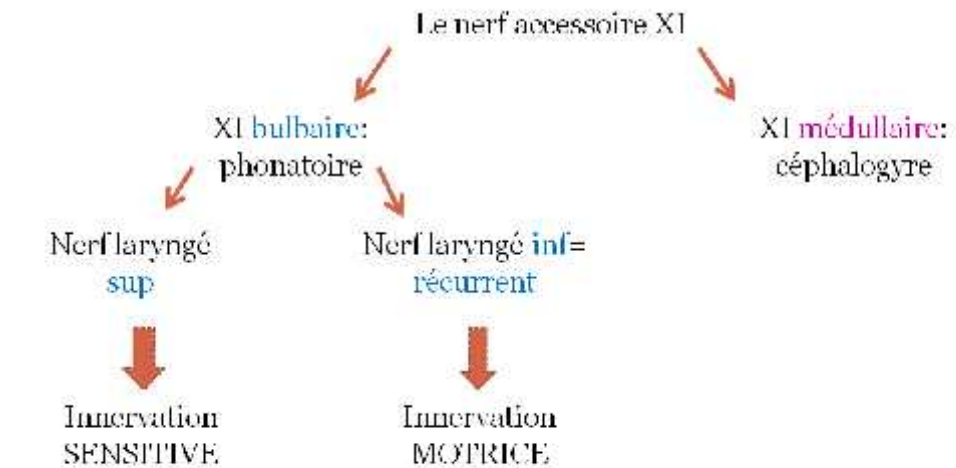 Le nerf accessoire XI
XI bulbaire:
phonatoire
XI médullaire:
céphalogyre
Nerf laryngé
sup
Nerf laryngé inf=
récurrent
Innervation
SENSITIVE
Innervation
MOTRICE